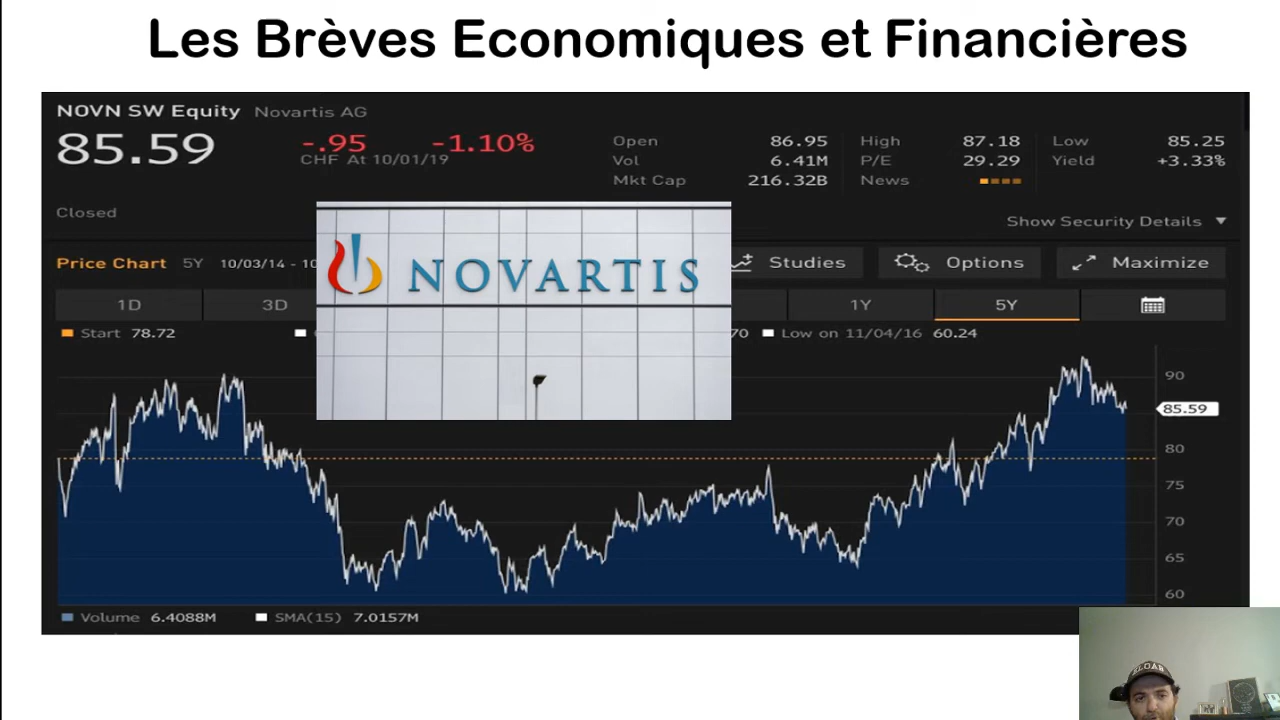 Les Brèves Economiques et Financières
NOVN SW Equity Novartis AG
85.59 -.95 -1.10%
CHF At 10/01/19
Open 86.95 High 87.18 Low 85.25
Vol 6.41M P/E 29.29 Yield +3.33%
Mkt Cap 216.32B News
Closed
Show Security Details
Price Chart 5Y 10/03/14 - 10
Studies Options Maximize
NOVARTIS
1D 3D 1Y 5Y
Start 78.72 70 Low on 11/04/16 60.24
90
85.59
80
75
70
65
60
Volume 6.4088M SMA(15) 7.0157M